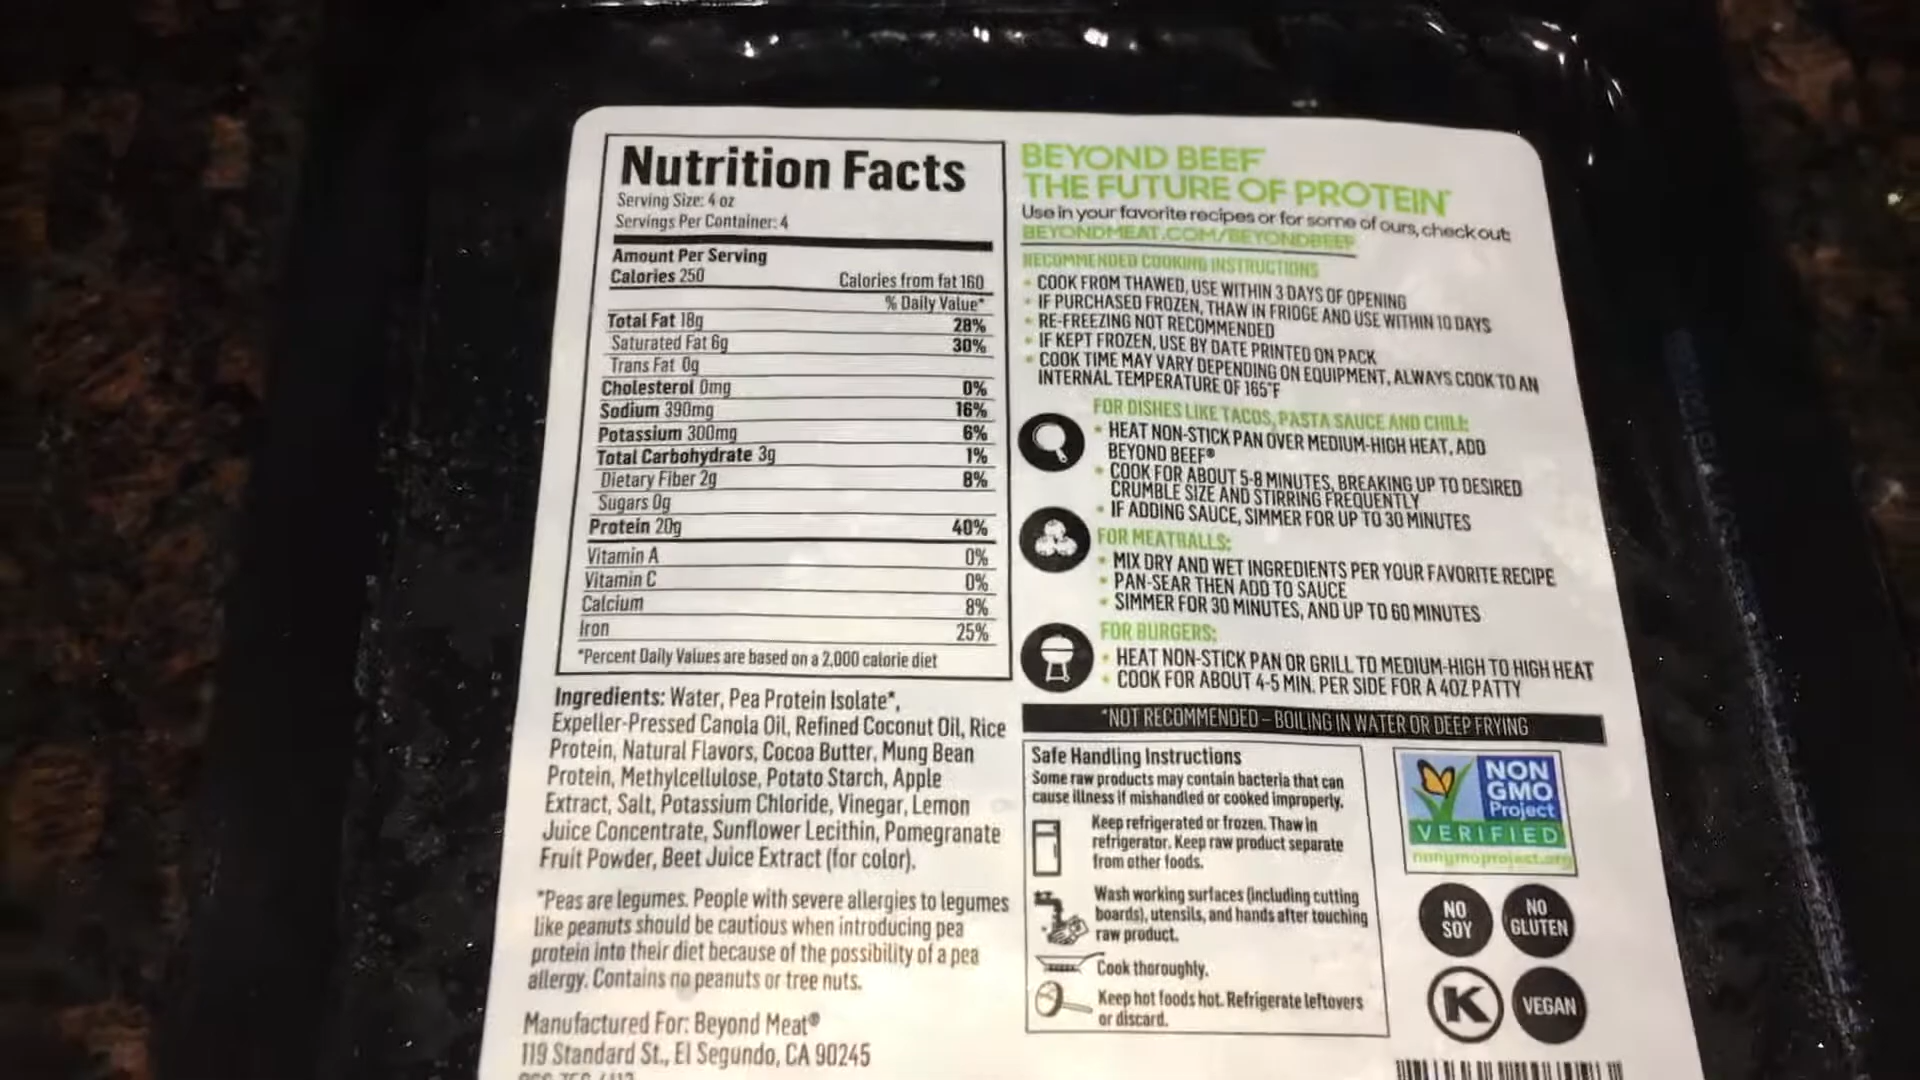 Nutrition Facts
Serving Size: 4 oz
Servings Per Container: 4
Amount Per Serving
Calories 250
Calories from fat 160
% Daily Value*
Total Fat 18g 28%
Saturated Fat 6g 30%
Trans Fat 0g
Cholesterol 0mg 0%
Sodium 390mg 16%
Potassium 300mg 6%
Total Carbohydrate 3g 1%
Dietary Fiber 2g 8%
Sugars 0g
Protein 20g 40%
Vitamin A 0%
Vitamin C 0%
Calcium 8%
Iron 25%
*Percent Daily Values are based on a 2,000 calorie diet
Ingredients: Water, Pea Protein Isolate*,
Expeller-Pressed Canola Oil, Refined Coconut Oil, Rice
Protein, Natural Flavors, Cocoa Butter, Mung Bean
Protein, Methylcellulose, Potato Starch, Apple
Extract, Salt, Potassium Chloride, Vinegar, Lemon
Juice Concentrate, Sunflower Lecithin, Pomegranate
Fruit Powder, Beet Juice Extract (for color).
*Peas are legumes. People with severe allergies to legumes
like peanuts should be cautious when introducing pea
protein into their diet because of the possibility of a pea
allergy. Contains no peanuts or tree nuts.
Manufactured For: Beyond Meat®
119 Standard St., El Segundo, CA 90245
BEYOND BEEF
THE FUTURE OF PROTEIN
Use in your favorite recipes or for some of ours, check out:
BEYONDMEAT.COM/BEYONDBEEF
RECOMMENDED COOKING INSTRUCTIONS
• COOK FROM THAWED, USE WITHIN 3 DAYS OF OPENING
• IF PURCHASED FROZEN, THAW IN FRIDGE AND USE WITHIN 10 DAYS
• RE-FREEZING NOT RECOMMENDED
• IF KEPT FROZEN, USE BY DATE PRINTED ON PACK
• COOK TIME MAY VARY DEPENDING ON EQUIPMENT, ALWAYS COOK TO AN
INTERNAL TEMPERATURE OF 165°F
FOR DISHES LIKE TACOS, PASTA SAUCE AND CHILI:
• HEAT NON-STICK PAN OVER MEDIUM-HIGH HEAT, ADD
BEYOND BEEF®
• COOK FOR ABOUT 5-8 MINUTES, BREAKING UP TO DESIRED
CRUMBLE SIZE AND STIRRING FREQUENTLY
• IF ADDING SAUCE, SIMMER FOR UP TO 30 MINUTES
FOR MEATBALLS:
• MIX DRY AND WET INGREDIENTS PER YOUR FAVORITE RECIPE
• PAN-SEAR THEN ADD TO SAUCE
• SIMMER FOR 30 MINUTES, AND UP TO 60 MINUTES
FOR BURGERS:
• HEAT NON-STICK PAN OR GRILL TO MEDIUM-HIGH TO HIGH HEAT
• COOK FOR ABOUT 4-5 MIN. PER SIDE FOR A 4OZ PATTY
*NOT RECOMMENDED – BOILING IN WATER OR DEEP FRYING
Safe Handling Instructions
Some raw products may contain bacteria that can
cause illness if mishandled or cooked improperly.
Keep refrigerated or frozen. Thaw in
refrigerator. Keep raw product separate
from other foods.
Wash working surfaces (including cutting
boards), utensils, and hands after touching
raw product.
Cook thoroughly.
Keep hot foods hot. Refrigerate leftovers
or discard.
NON
GMO
Project
VERIFIED
nongmoproject.org
NO
SOY
NO
GLUTEN
K
VEGAN